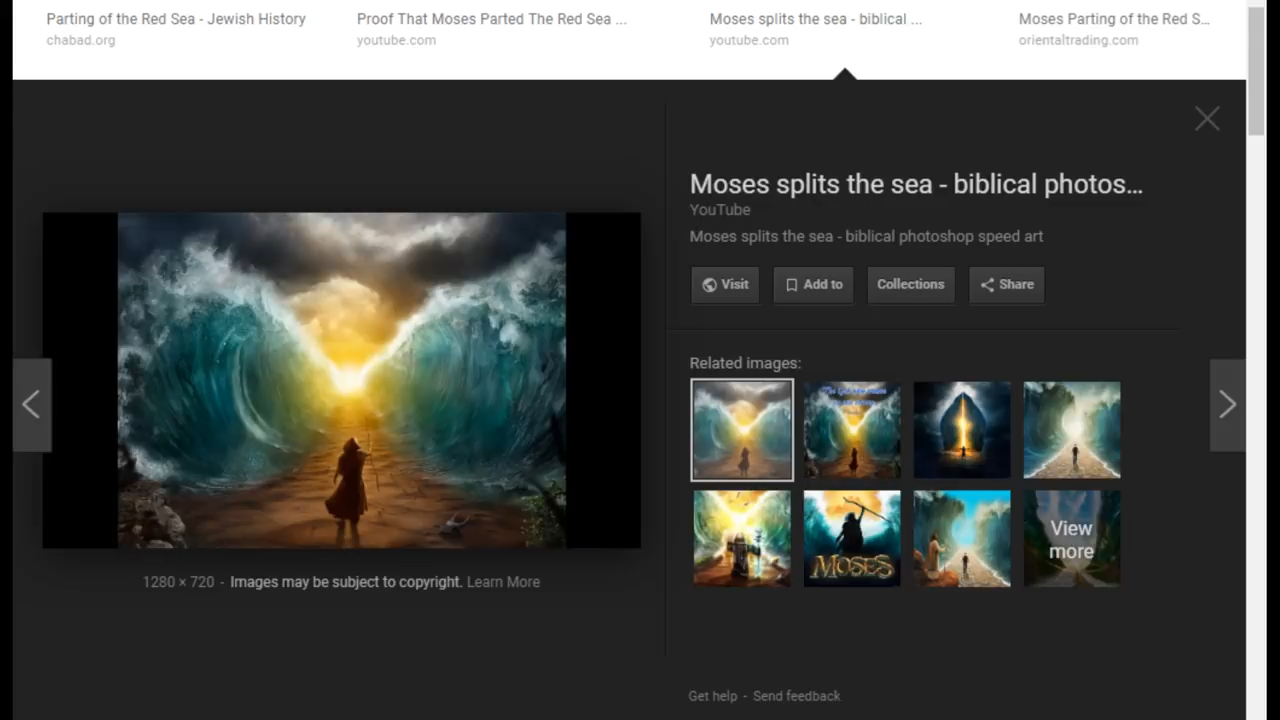 Parting of the Red Sea - Jewish History
chabad.org
Proof That Moses Parted The Red Sea ...
youtube.com
Moses splits the sea - biblical ...
youtube.com
Moses Parting of the Red S...
orientaltrading.com
Moses splits the sea - biblical photos...
YouTube
Moses splits the sea - biblical photoshop speed art
Visit
Add to
Collections
Share
Related images:
MOSES
View
more
1280 × 720 - Images may be subject to copyright. Learn More
Get help - Send feedback